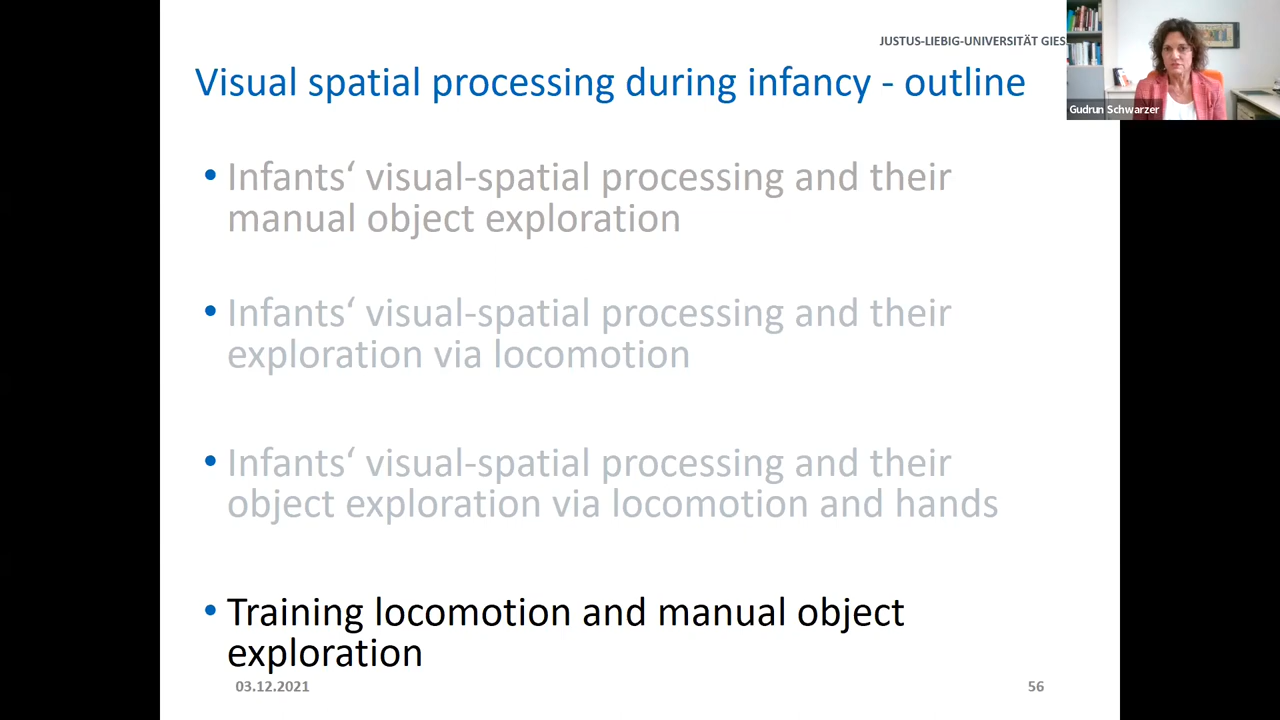 JUSTUS-LIEBIG-UNIVERSITÄT GIES
Visual spatial processing during infancy - outline
Gudrun Schwarzer
• Infants‘ visual-spatial processing and their
manual object exploration
• Infants‘ visual-spatial processing and their
exploration via locomotion
• Infants‘ visual-spatial processing and their
object exploration via locomotion and hands
• Training locomotion and manual object
exploration
03.12.2021
56